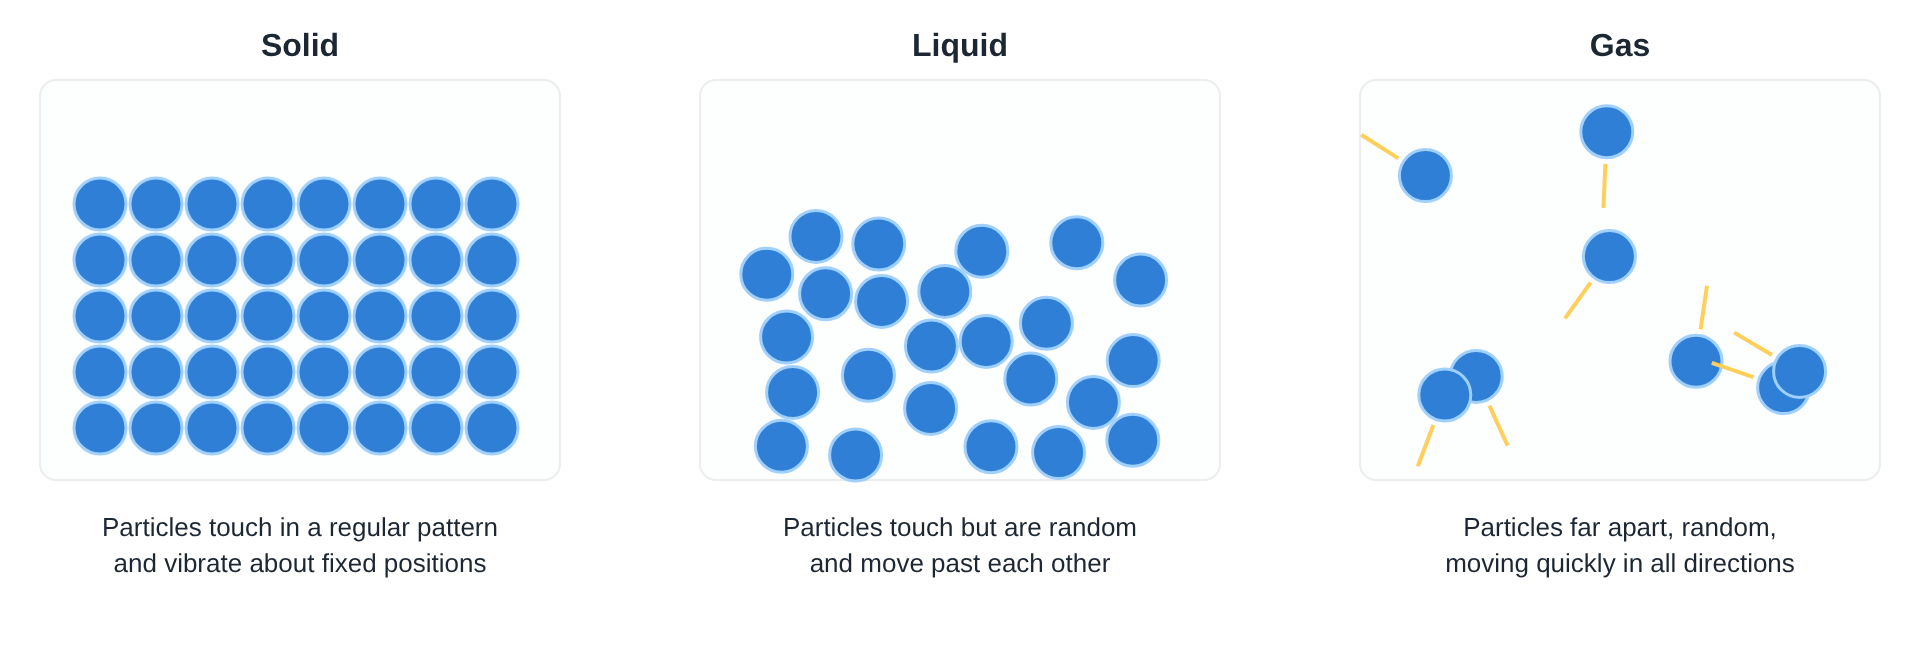 Solid
Particles touch in a regular pattern
and vibrate about fixed positions
Liquid
Particles touch but are random
and move past each other
Gas
Particles far apart, random,
moving quickly in all directions